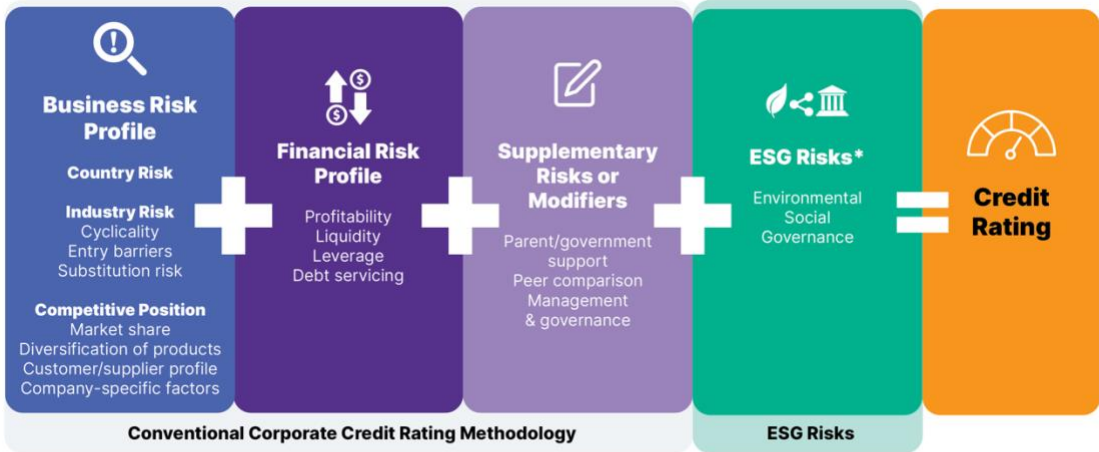 Business Risk
Profile
Country Risk
Industry Risk
Cyclicality
Entry barriers
Substitution risk
Competitive Position
Market share
Diversification of products
Customer/supplier profile
Company-specific factors
Financial Risk
Profile
Profitability
Liquidity
Leverage
Debt servicing
Supplementary
Risks or
Modifiers
Parent/government
support
Peer comparison
Management
& governance
ESG Risks*
Environmental
Social
Governance
Credit
Rating
Conventional Corporate Credit Rating Methodology
ESG Risks